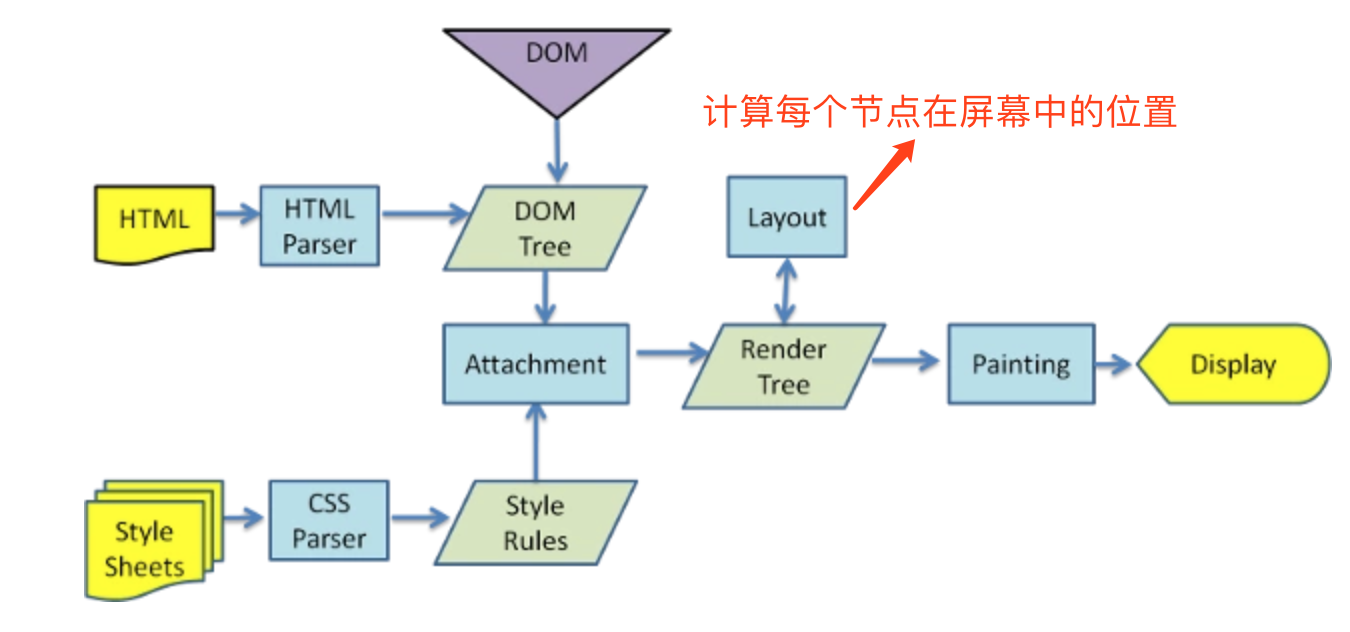 DOM
计算每个节点在屏幕中的位置
HTML
HTML
Parser
DOM
Tree
Layout
Attachment
Render
Tree
Painting
Display
Style
Sheets
CSS
Parser
Style
Rules